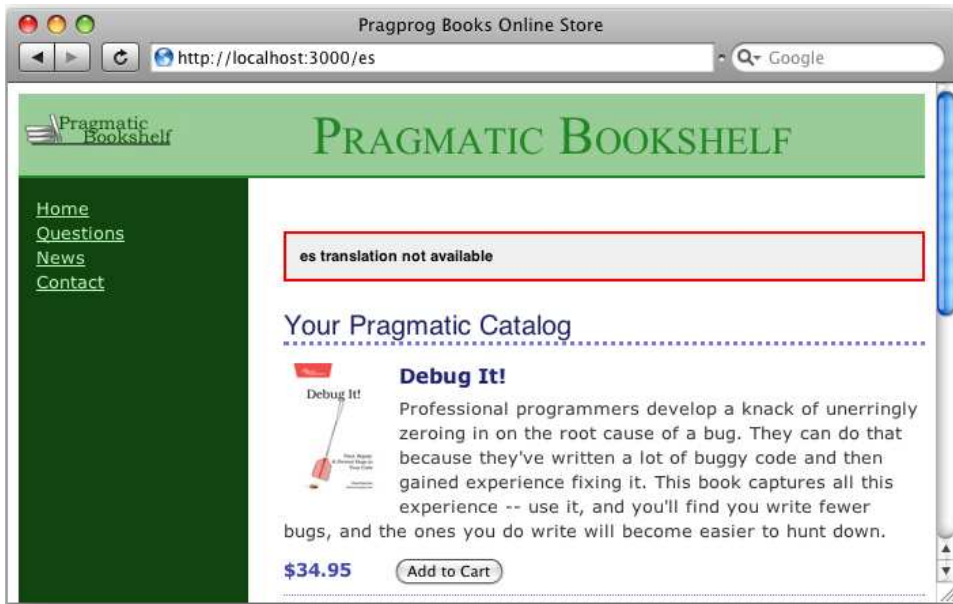 Pragprog Books Online Store
http://localhost:3000/es
Google
Pragmatic
Bookshelf
PRAGMATIC BOOKSHELF
Home
Questions
News
Contact
es translation not available
Your Pragmatic Catalog
Debug It!
Debug It!
Professional programmers develop a knack of unerringly
zeroing in on the root cause of a bug. They can do that
because they've written a lot of buggy code and then
gained experience fixing it. This book captures all this
experience -- use it, and you'll find you write fewer
bugs, and the ones you do write will become easier to hunt down.
$34.95
Add to Cart